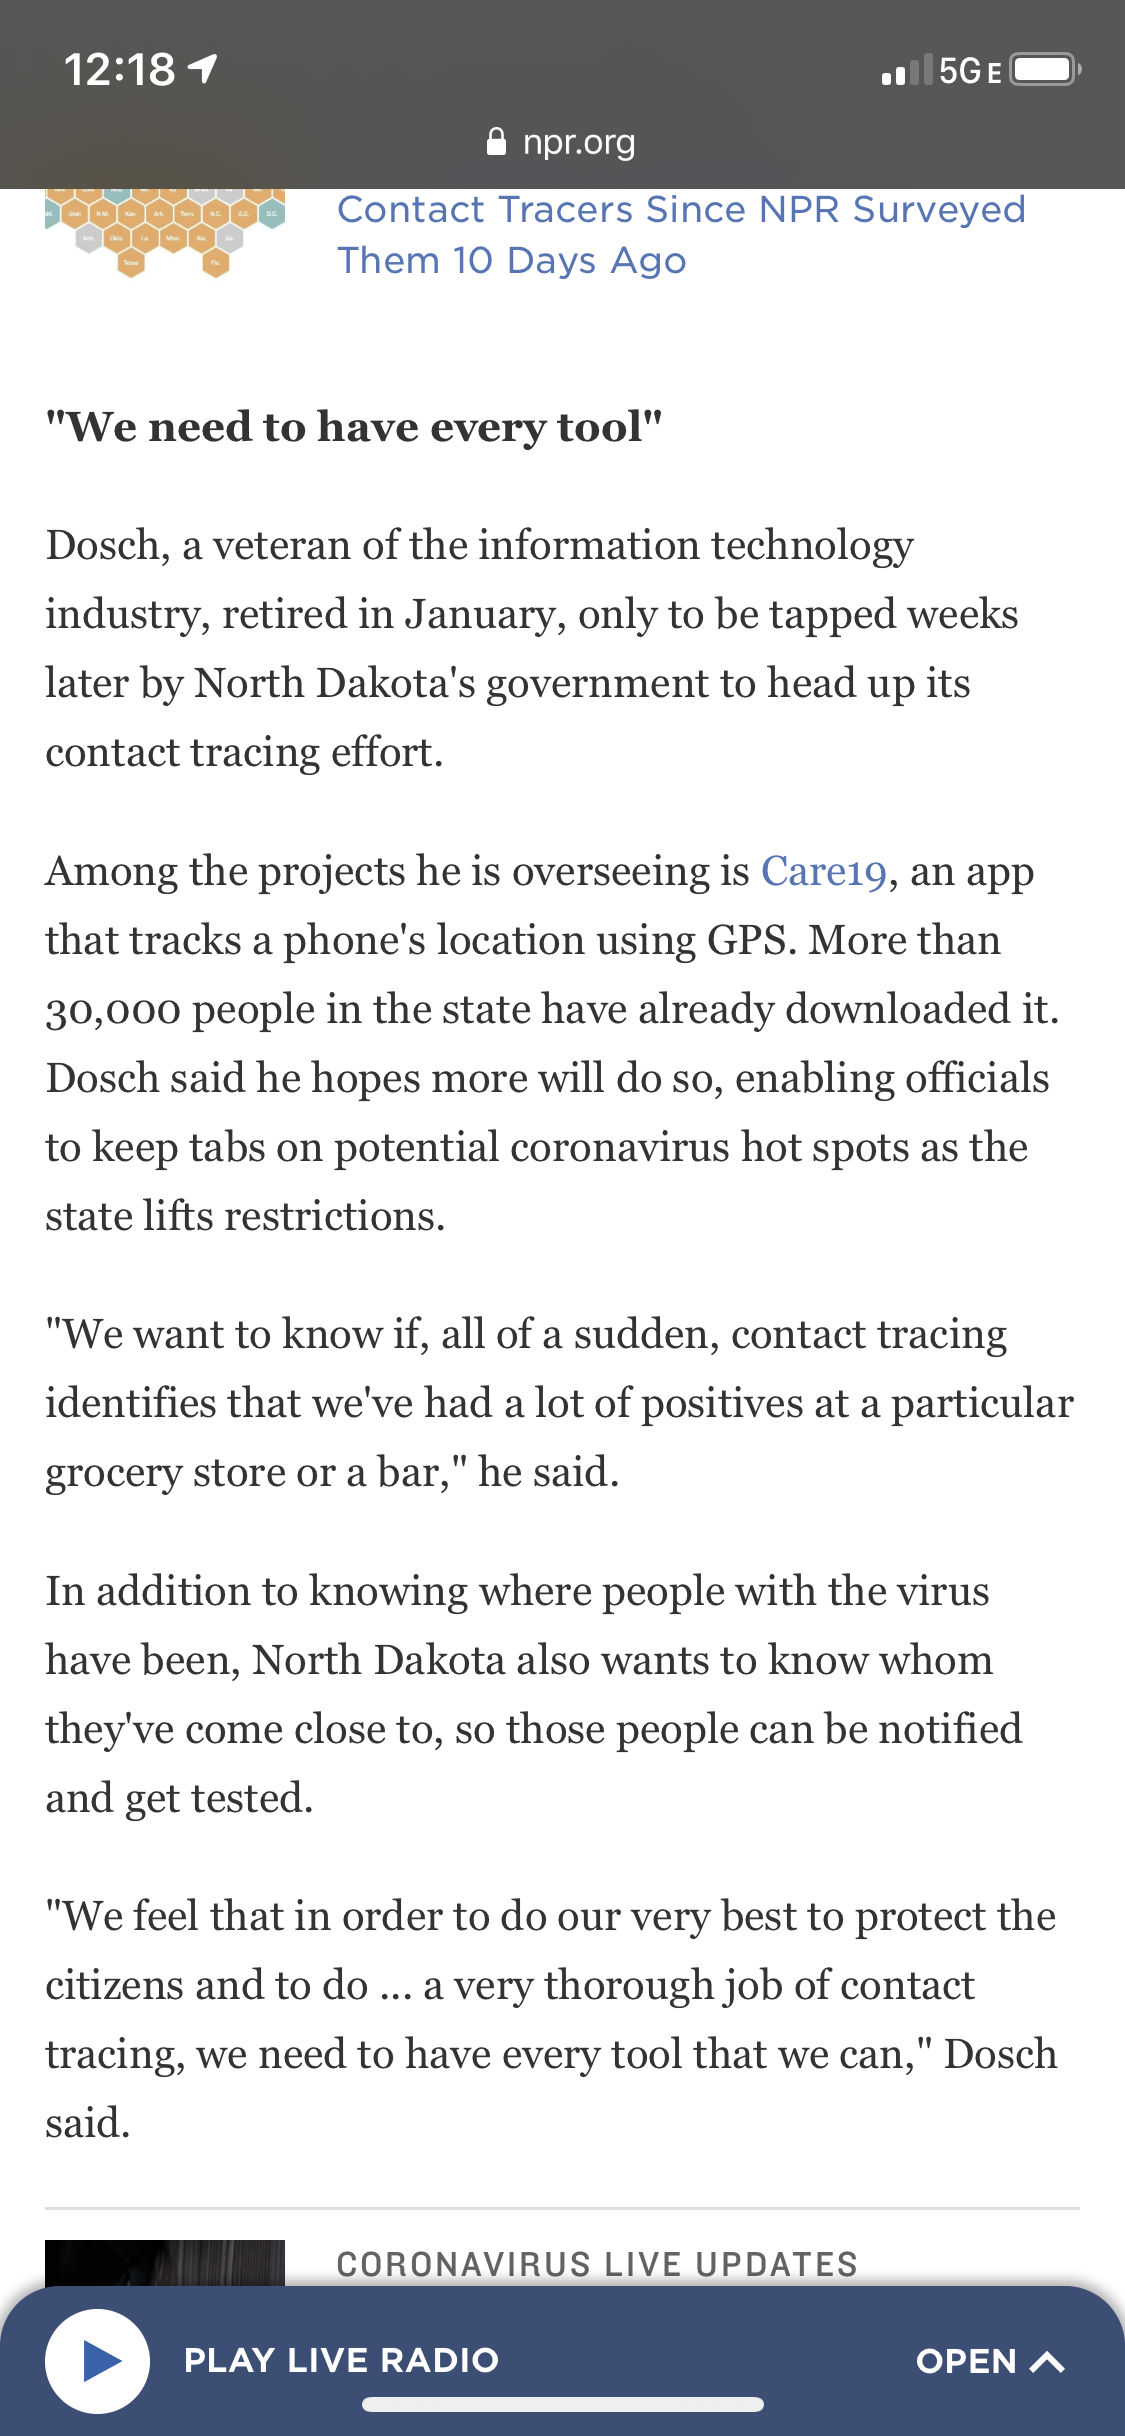 12:18
5G E
npr.org
Utah N.M. Kan. Ark. Tenn. N.C. S.C. D.C.
Ariz. Okla. La. Miss. Ala. Ga.
Texas Fla.
Contact Tracers Since NPR Surveyed
Them 10 Days Ago
"We need to have every tool"
Dosch, a veteran of the information technology
industry, retired in January, only to be tapped weeks
later by North Dakota's government to head up its
contact tracing effort.
Among the projects he is overseeing is Care19, an app
that tracks a phone's location using GPS. More than
30,000 people in the state have already downloaded it.
Dosch said he hopes more will do so, enabling officials
to keep tabs on potential coronavirus hot spots as the
state lifts restrictions.
"We want to know if, all of a sudden, contact tracing
identifies that we've had a lot of positives at a particular
grocery store or a bar," he said.
In addition to knowing where people with the virus
have been, North Dakota also wants to know whom
they've come close to, so those people can be notified
and get tested.
"We feel that in order to do our very best to protect the
citizens and to do ... a very thorough job of contact
tracing, we need to have every tool that we can," Dosch
said.
CORONAVIRUS LIVE UPDATES
PLAY LIVE RADIO
OPEN